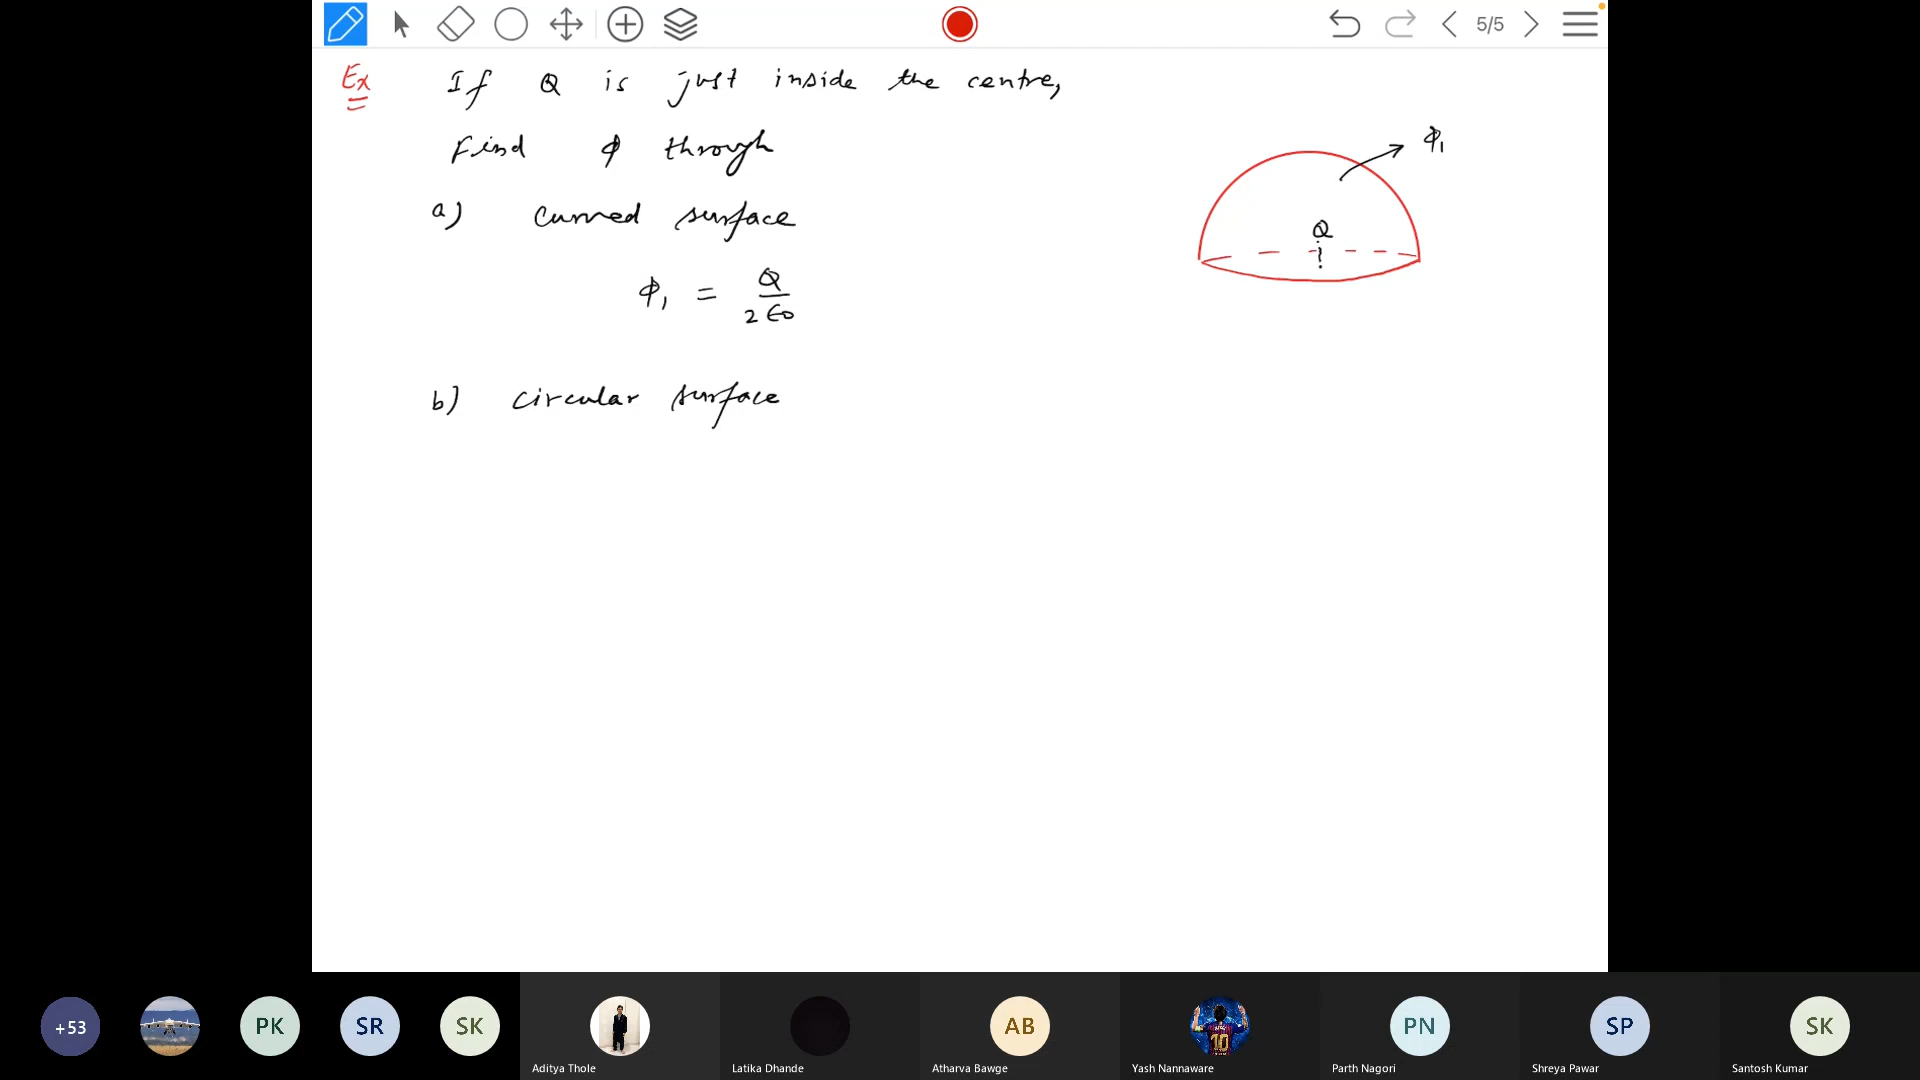 5/5
Ex If Q is just inside the centre,
Find ϕ through
ϕ₁
a) Curved surface
Q
ϕ₁ = Q / 2ϵ₀
b) circular surface
+53 PK SR SK AB 10 PN SP SK
Aditya Thole Latika Dhande Atharva Bawge Yash Nannaware Parth Nagori Shreya Pawar Santosh Kumar